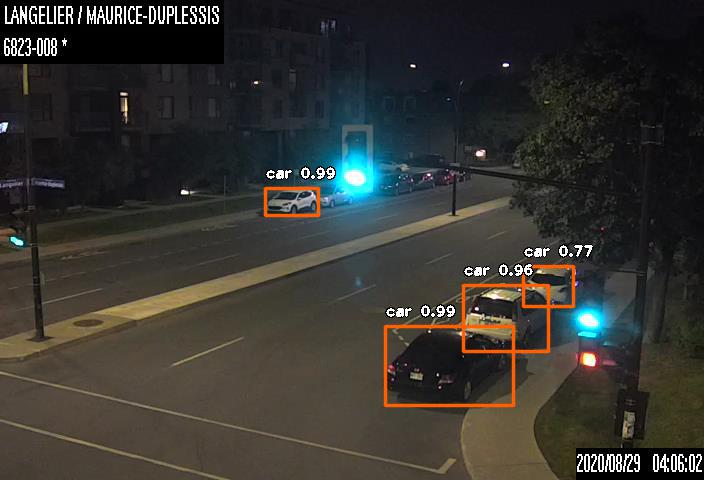 LANGELIER / MAURICE-DUPLESSIS
6823-008 *
car 0.99
car 0.77
car 0.96
car 0.99
Langelier
2020/08/29 04:06:02